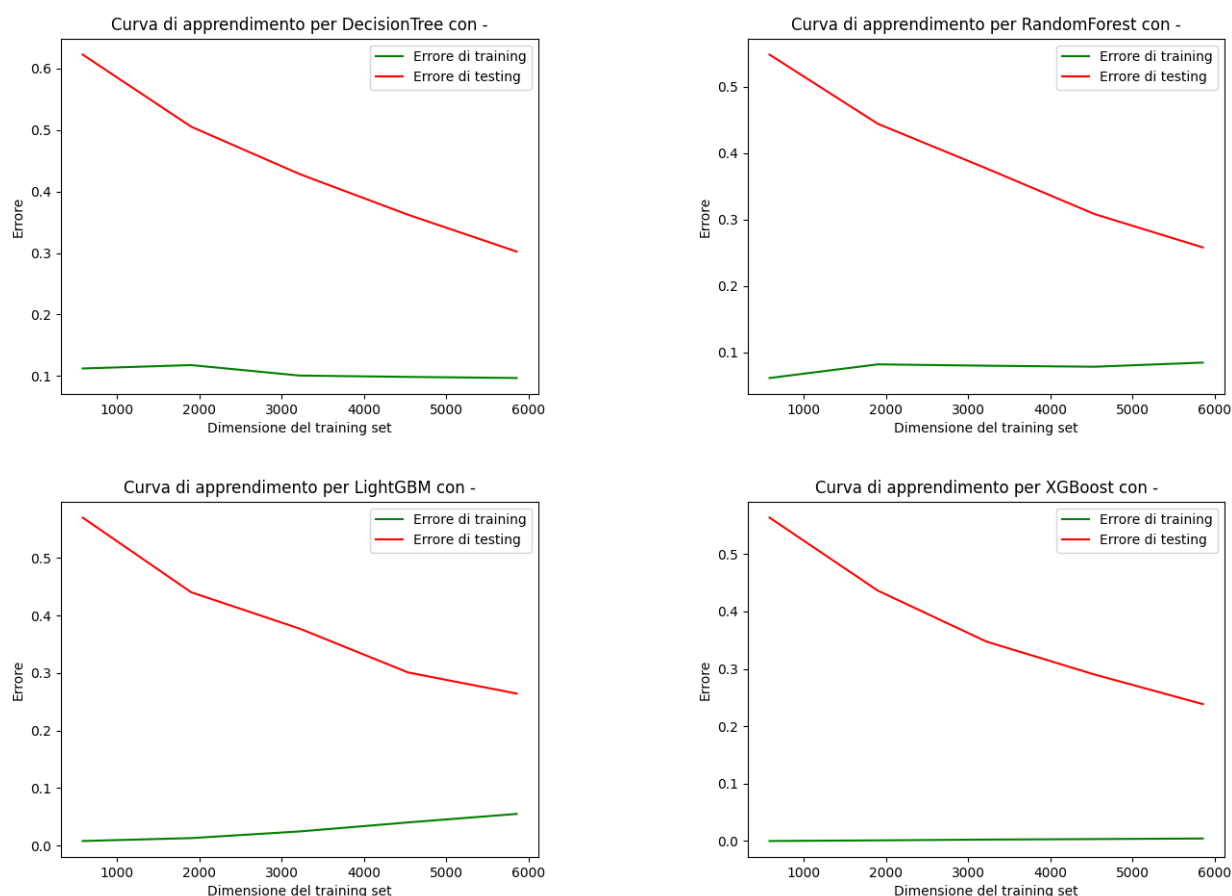 Curva di apprendimento per DecisionTree con -
Errore di training
Errore di testing
0.6
0.5
0.4
0.3
0.2
0.1
Errore
1000 2000 3000 4000 5000 6000
Dimensione del training set
Curva di apprendimento per RandomForest con -
Errore di training
Errore di testing
0.5
0.4
0.3
0.2
0.1
Errore
1000 2000 3000 4000 5000 6000
Dimensione del training set
Curva di apprendimento per LightGBM con -
Errore di training
Errore di testing
0.5
0.4
0.3
0.2
0.1
0.0
Errore
1000 2000 3000 4000 5000 6000
Dimensione del training set
Curva di apprendimento per XGBoost con -
Errore di training
Errore di testing
0.5
0.4
0.3
0.2
0.1
0.0
Errore
1000 2000 3000 4000 5000 6000
Dimensione del training set